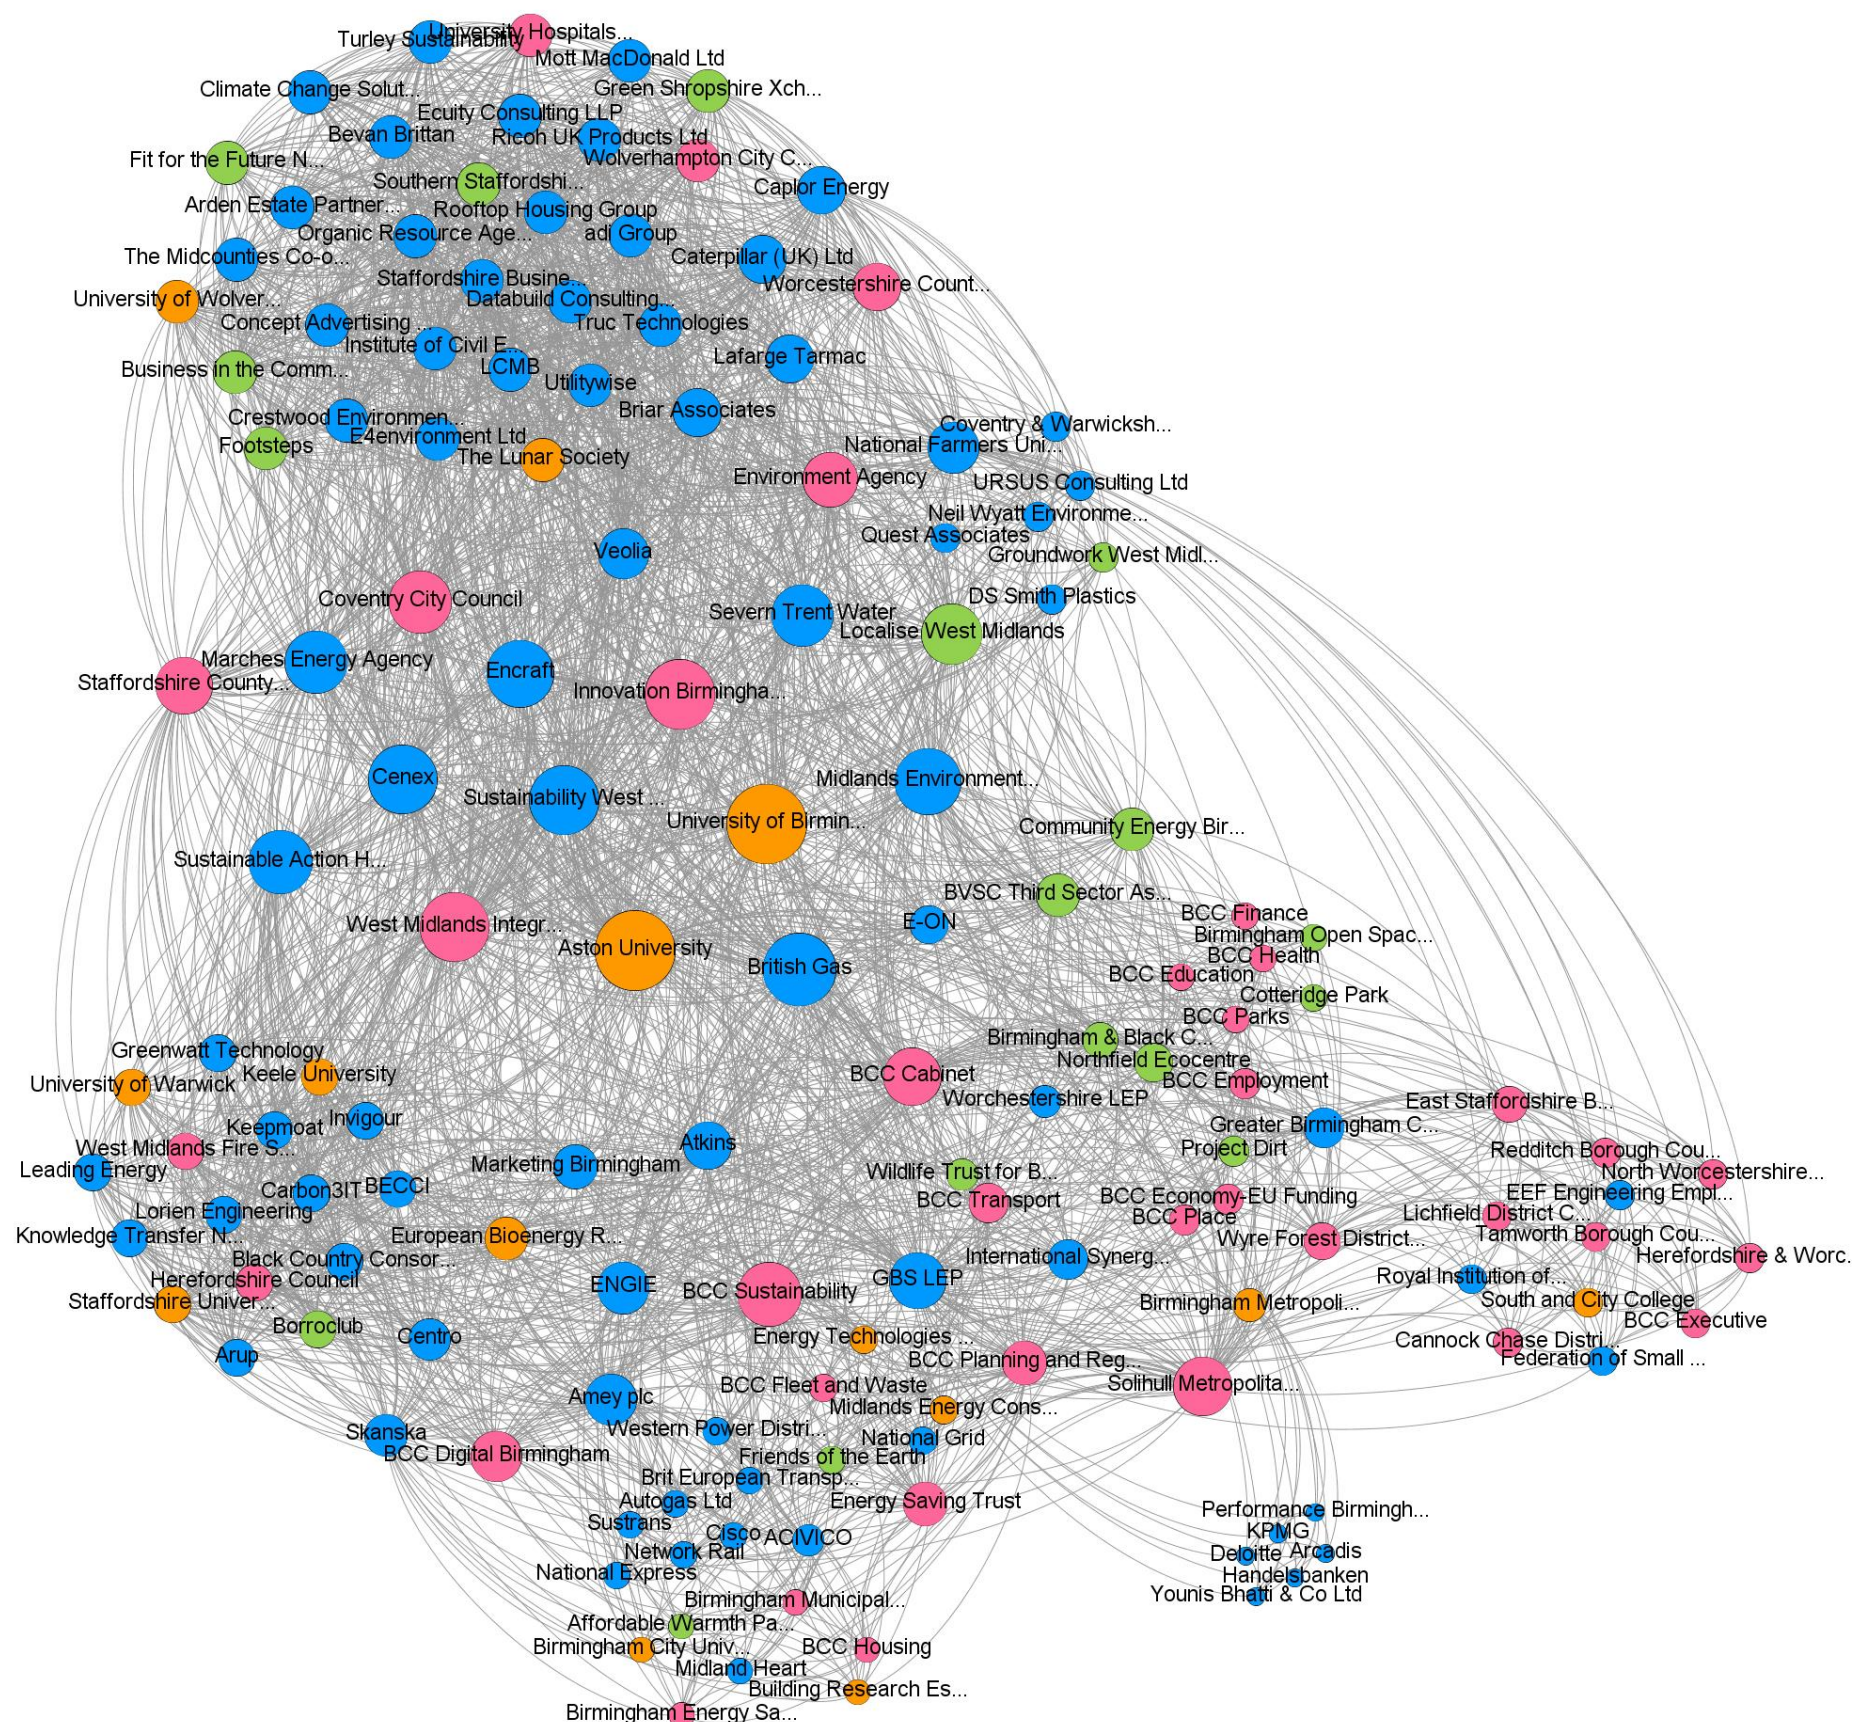 Turley Sustainability
University Hospitals...
Mott MacDonald Ltd
Climate Change Solut...
Green Shropshire Xch...
Ecuity Consulting LLP
Bevan Brittan
Ricoh UK Products Ltd
Fit for the Future N...
Wolverhampton City C...
Southern Staffordshi...
Caplor Energy
Arden Estate Partner...
Rooftop Housing Group
Organic Resource Age...
adi Group
The Midcounties Co-o...
Caterpillar (UK) Ltd
Staffordshire Busine...
Worcestershire Count...
University of Wolver...
Databuild Consulting...
Concept Advertising ...
Truc Technologies
Institute of Civil E...
Lafarge Tarmac
Business in the Comm...
LCMB
Utilitywise
Briar Associates
Crestwood Environmen...
Coventry & Warwicksh...
E4environment Ltd
Footsteps
National Farmers Uni...
The Lunar Society
Environment Agency
URSUS Consulting Ltd
Neil Wyatt Environme...
Quest Associates
Veolia
Groundwork West Midl...
Coventry City Council
DS Smith Plastics
Severn Trent Water
Localise West Midlands
Marches Energy Agency
Encraft
Staffordshire County...
Innovation Birmingha...
Cenex
Midlands Environment...
Sustainability West ...
University of Birmin...
Community Energy Bir...
Sustainable Action H...
BVSC Third Sector As...
BCC Finance
West Midlands Integr...
E-ON
Birmingham Open Spac...
Aston University
BCC Health
British Gas
BCC Education
Cotteridge Park
BCC Parks
Birmingham & Black C...
Greenwatt Technology
Northfield Ecocentre
Keele University
BCC Cabinet
BCC Employment
University of Warwick
Worchestershire LEP
East Staffordshire B...
Invigour
Keepmoat
Greater Birmingham C...
Atkins
West Midlands Fire S...
Project Dirt
Redditch Borough Cou...
Leading Energy
Marketing Birmingham
Wildlife Trust for B...
North Worcestershire...
Carbon3IT
BECCI
BCC Transport
BCC Economy-EU Funding
EEF Engineering Empl...
Lorien Engineering
BCC Place
Lichfield District C...
Knowledge Transfer N...
European Bioenergy R...
Wyre Forest District...
Tamworth Borough Cou...
Black Country Consor...
International Synerg...
Herefordshire & Worc...
Herefordshire Council
ENGIE
BCC Sustainability
GBS LEP
Royal Institution of...
Staffordshire Univer...
Birmingham Metropoli...
South and City College
Borroclub
BCC Executive
Centro
Energy Technologies ...
Cannock Chase Distri...
Arup
BCC Planning and Reg...
Federation of Small ...
BCC Fleet and Waste
Solihull Metropolita...
Amey plc
Midlands Energy Cons...
Skanska
Western Power Distri...
National Grid
BCC Digital Birmingham
Friends of the Earth
Brit European Transp...
Autogas Ltd
Energy Saving Trust
Performance Birmingh...
Sustrans
Cisco
ACIVICO
KPMG
Network Rail
Deloitte
Arcadis
National Express
Handelsbanken
Younis Bhatti & Co Ltd
Birmingham Municipal...
Affordable Warmth Pa...
Birmingham City Univ...
BCC Housing
Midland Heart
Building Research Es...
Birmingham Energy Sa...